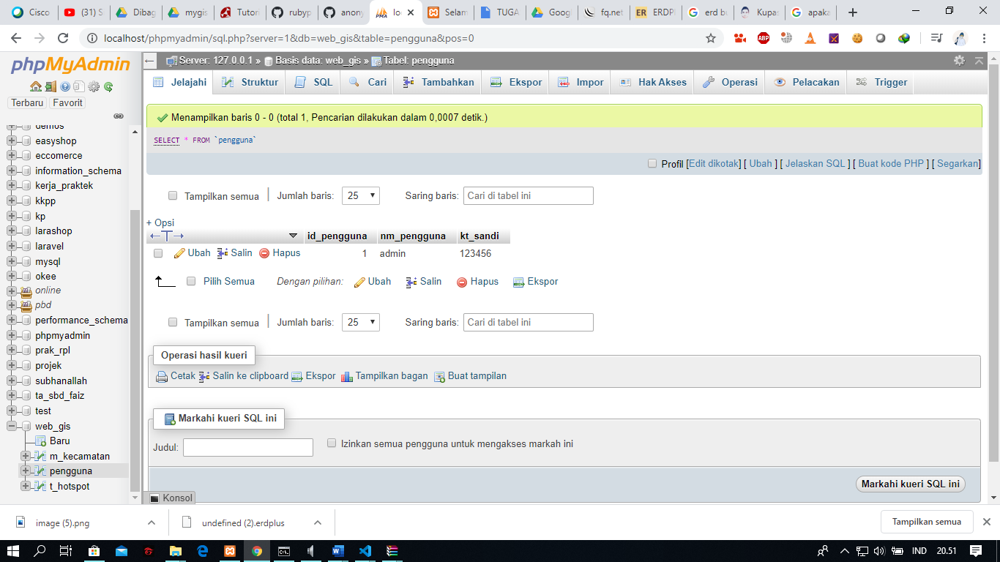 Cisco
(31) S
Dibag
mygis
Tutori
rubyp
anony
lo
Selam
TUGA
Googl
fq.net
ERDPl
erd bu
Kupas
apaka
localhost/phpmyadmin/sql.php?server=1&db=web_gis&table=pengguna&pos=0
ABP
phpMyAdmin
Terbaru
Favorit
demos
easyshop
eccomerce
information_schema
kerja_praktek
kkpp
kp
larashop
laravel
mysql
okee
online
pbd
performance_schema
phpmyadmin
prak_rpl
projek
subhanallah
ta_sbd_faiz
test
web_gis
Baru
m_kecamatan
pengguna
t_hotspot
Server: 127.0.0.1 » Basis data: web_gis » Tabel: pengguna
Jelajahi
Struktur
SQL
Cari
Tambahkan
Ekspor
Impor
Hak Akses
Operasi
Pelacakan
Trigger
Menampilkan baris 0 - 0 (total 1, Pencarian dilakukan dalam 0,0007 detik.)
SELECT * FROM `pengguna`
Profil [Edit dikotak] [ Ubah ] [ Jelaskan SQL ] [ Buat kode PHP ] [ Segarkan]
Tampilkan semua | Jumlah baris: 25 Saring baris: Cari di tabel ini
+ Opsi
id_pengguna nm_pengguna kt_sandi
Ubah Salin Hapus 1 admin 123456
Pilih Semua Dengan pilihan: Ubah Salin Hapus Ekspor
Tampilkan semua | Jumlah baris: 25 Saring baris: Cari di tabel ini
Operasi hasil kueri
Cetak Salin ke clipboard Ekspor Tampilkan bagan Buat tampilan
Markahi kueri SQL ini
Judul: Izinkan semua pengguna untuk mengakses markah ini
Markahi kueri SQL ini
Konsol
image (5).png
undefined (2).erdplus
Tampilkan semua
IND 20.51